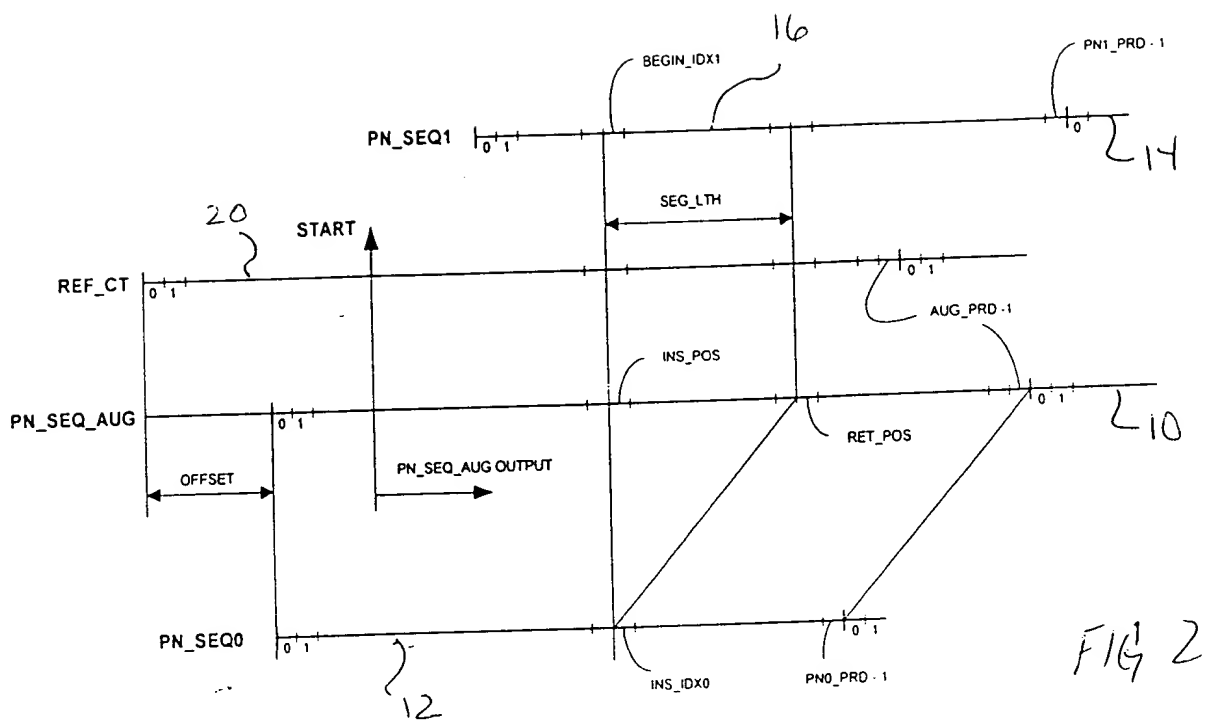 16
BEGIN_IDX1
PN1_PRD - 1
PN_SEQ1
0 1
0
14
SEG_LTH
20
START
REF_CT
0 1
0 1
AUG_PRD -1
INS_POS
PN_SEQ_AUG
0 1
0 1
10
RET_POS
OFFSET
PN_SEQ_AUG OUTPUT
PN_SEQ0
0 1
0 1
12
INS_IDX0
PN0_PRD - 1
FIG 2